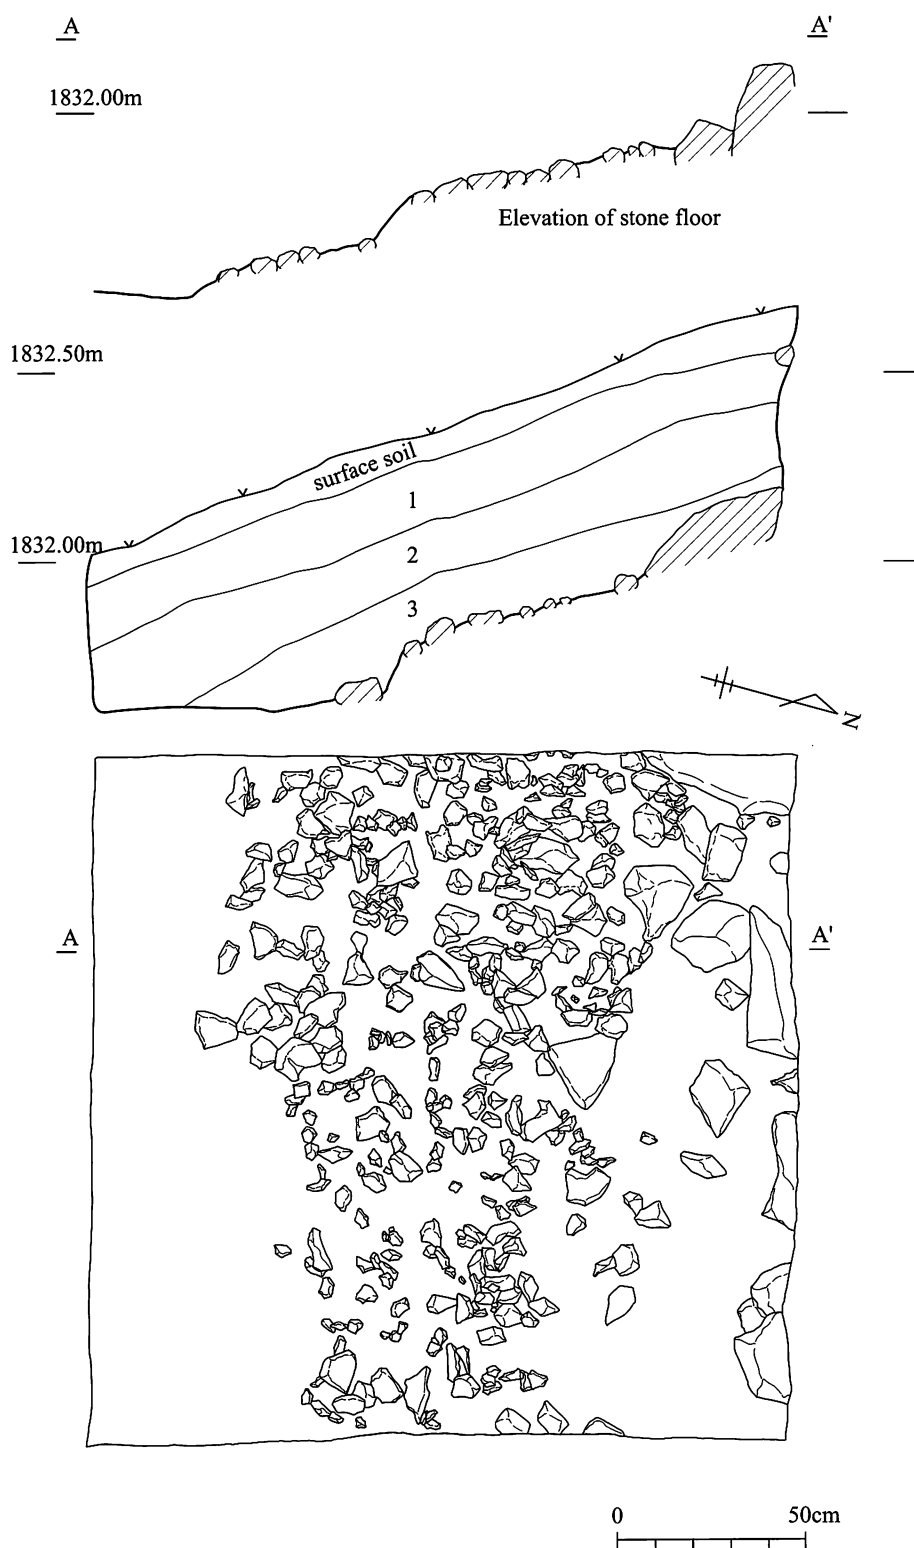 A A'
1832.00m
Elevation of stone floor
1832.50m
surface soil
1
1832.00m
2
3
N
A A'
0 50cm